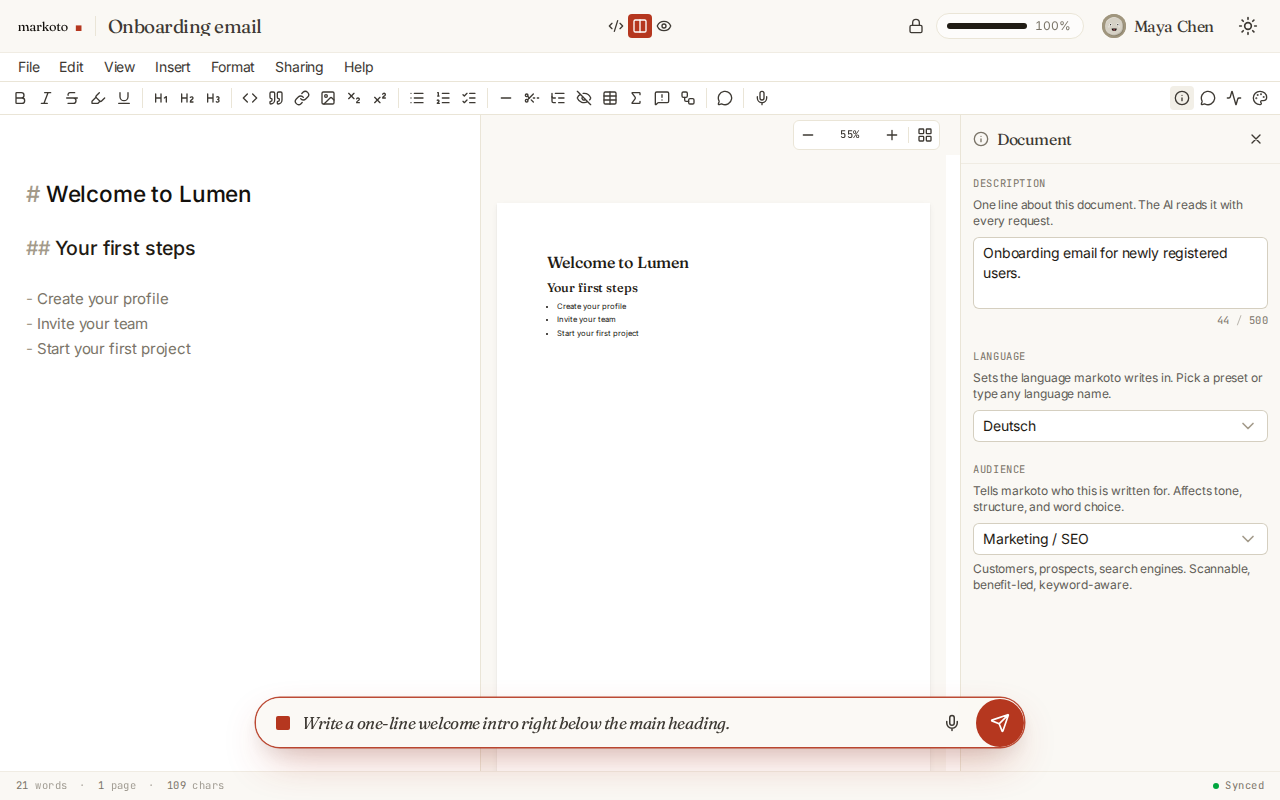 markoto
Onboarding email
100%
Maya Chen
File Edit View Insert Format Sharing Help
H1 H2 H3
X2 X2
55%
Document
# Welcome to Lumen
## Your first steps
- Create your profile
- Invite your team
- Start your first project
Welcome to Lumen
Your first steps
• Create your profile
• Invite your team
• Start your first project
DESCRIPTION
One line about this document. The AI reads it with
every request.
Onboarding email for newly registered
users.
44 / 500
LANGUAGE
Sets the language markoto writes in. Pick a preset or
type any language name.
Deutsch
AUDIENCE
Tells markoto who this is written for. Affects tone,
structure, and word choice.
Marketing / SEO
Customers, prospects, search engines. Scannable,
benefit-led, keyword-aware.
Write a one-line welcome intro right below the main heading.
21 words · 1 page · 109 chars
Synced